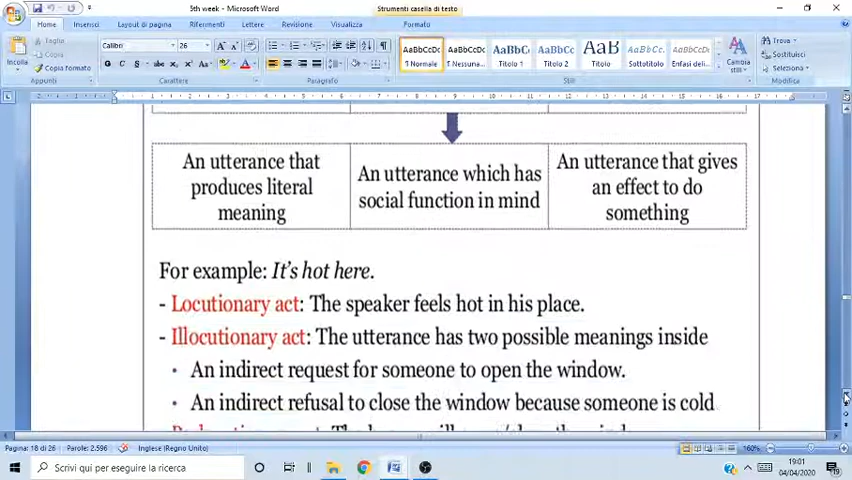 5th week - Microsoft Word
Strumenti casella di testo
Home Inserisci Layout di pagina Riferimenti Lettere Revisione Visualizza Formato
Taglia
Copia
Copia formato
Incolla
Calibri 26
AaBbCcDc AaBbCcDc AaBbC AaBbCc AaB AaBbCc. AaBbCcDc
¶ Normale ¶ Nessuna... Titolo 1 Titolo 2 Titolo Sottotitolo Enfasi deli...
Cambia stili
Trova
Sostituisci
Seleziona
Appunti Carattere Paragrafo Stili Modifica
An utterance that produces literal meaning
An utterance which has social function in mind
An utterance that gives an effect to do something
For example: It's hot here.
- Locutionary act: The speaker feels hot in his place.
- Illocutionary act: The utterance has two possible meanings inside
• An indirect request for someone to open the window.
• An indirect refusal to close the window because someone is cold
Pagina: 18 di 26 Parole: 2.596 Inglese (Regno Unito) 160%
Scrivi qui per eseguire la ricerca
19:01
04/04/2020